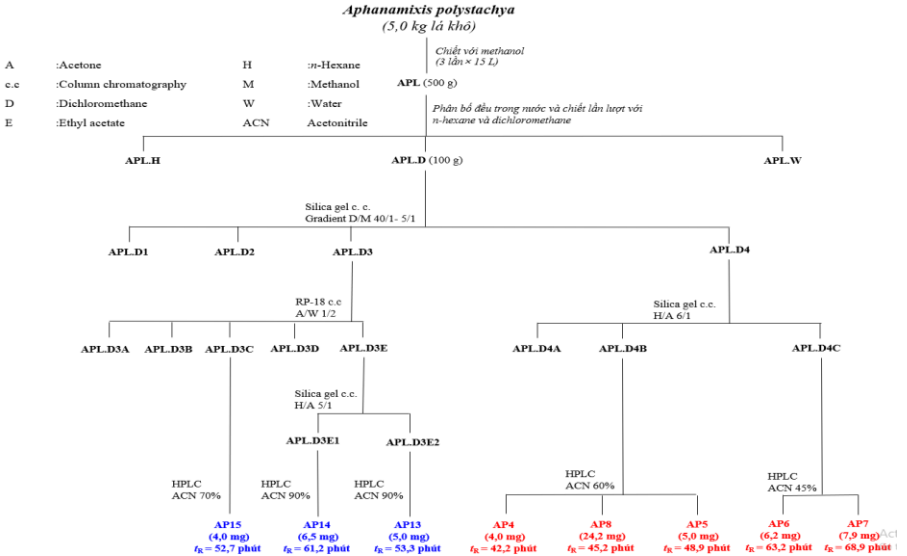 Aphanamixis polystachya
(5,0 kg lá khô)
Chiết với methanol
(3 lần × 15 L)
A :Acetone H :n-Hexane
c.c :Column chromatography M :Methanol
D :Dichloromethane W :Water
E :Ethyl acetate ACN Acetonitrile
APL (500 g)
Phân bố đều trong nước và chiết lần lượt với
n-hexane và dichloromethane
APL.H APL.D (100 g) APL.W
Silica gel c. c.
Gradient D/M 40/1- 5/1
APL.D1 APL.D2 APL.D3 APL.D4
RP-18 c.c
A/W 1/2
Silica gel c.c.
H/A 6/1
APL.D3A APL.D3B APL.D3C APL.D3D APL.D3E APL.D4A APL.D4B APL.D4C
Silica gel c.c.
H/A 5/1
APL.D3E1 APL.D3E2
HPLC
ACN 70%
HPLC
ACN 90%
HPLC
ACN 90%
HPLC
ACN 60%
HPLC
ACN 45%
AP15
(4,0 mg)
tR = 52,7 phút
AP14
(6,5 mg)
tR = 61,2 phút
AP13
(5,0 mg)
tR = 53,3 phút
AP4
(4,0 mg)
tR = 42,2 phút
AP8
(24,2 mg)
tR = 45,2 phút
AP5
(5,0 mg)
tR = 48,9 phút
AP6
(6,2 mg)
tR = 63,2 phút
AP7
(7,9 mg)
tR = 68,9 phút